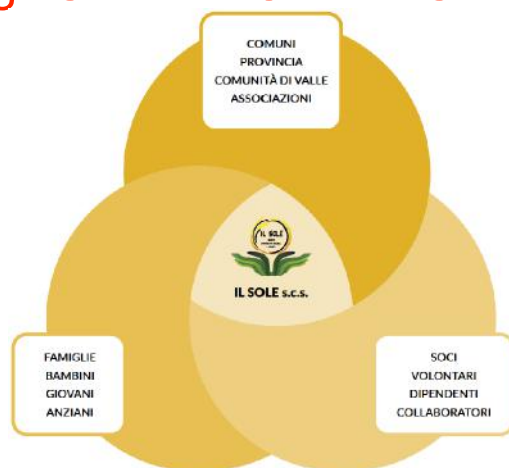 COMUNI
PROVINCIA
COMUNITÀ DI VALLE
ASSOCIAZIONI
IL SOLE
IL SOLE s.c.s.
FAMIGLIE
BAMBINI
GIOVANI
ANZIANI
SOCI
VOLONTARI
DIPENDENTI
COLLABORATORI